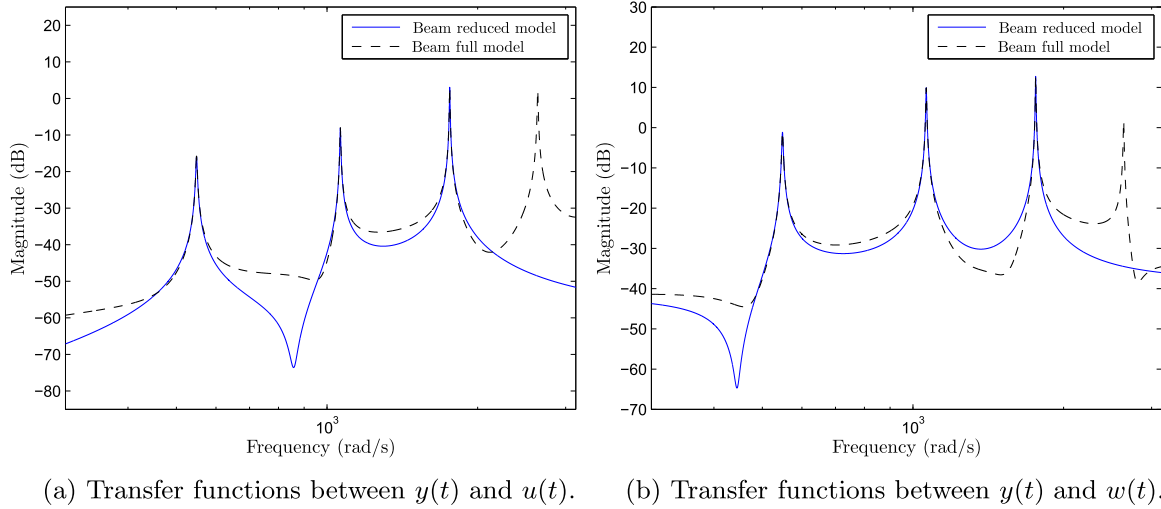 Beam reduced model
Beam full model
20
10
0
−10
−20
−30
−40
−50
−60
−70
−80
Magnitude (dB)
10³
Frequency (rad/s)
(a) Transfer functions between y(t) and u(t).
Beam reduced model
Beam full model
30
20
10
0
−10
−20
−30
−40
−50
−60
−70
Magnitude (dB)
10³
Frequency (rad/s)
(b) Transfer functions between y(t) and w(t).